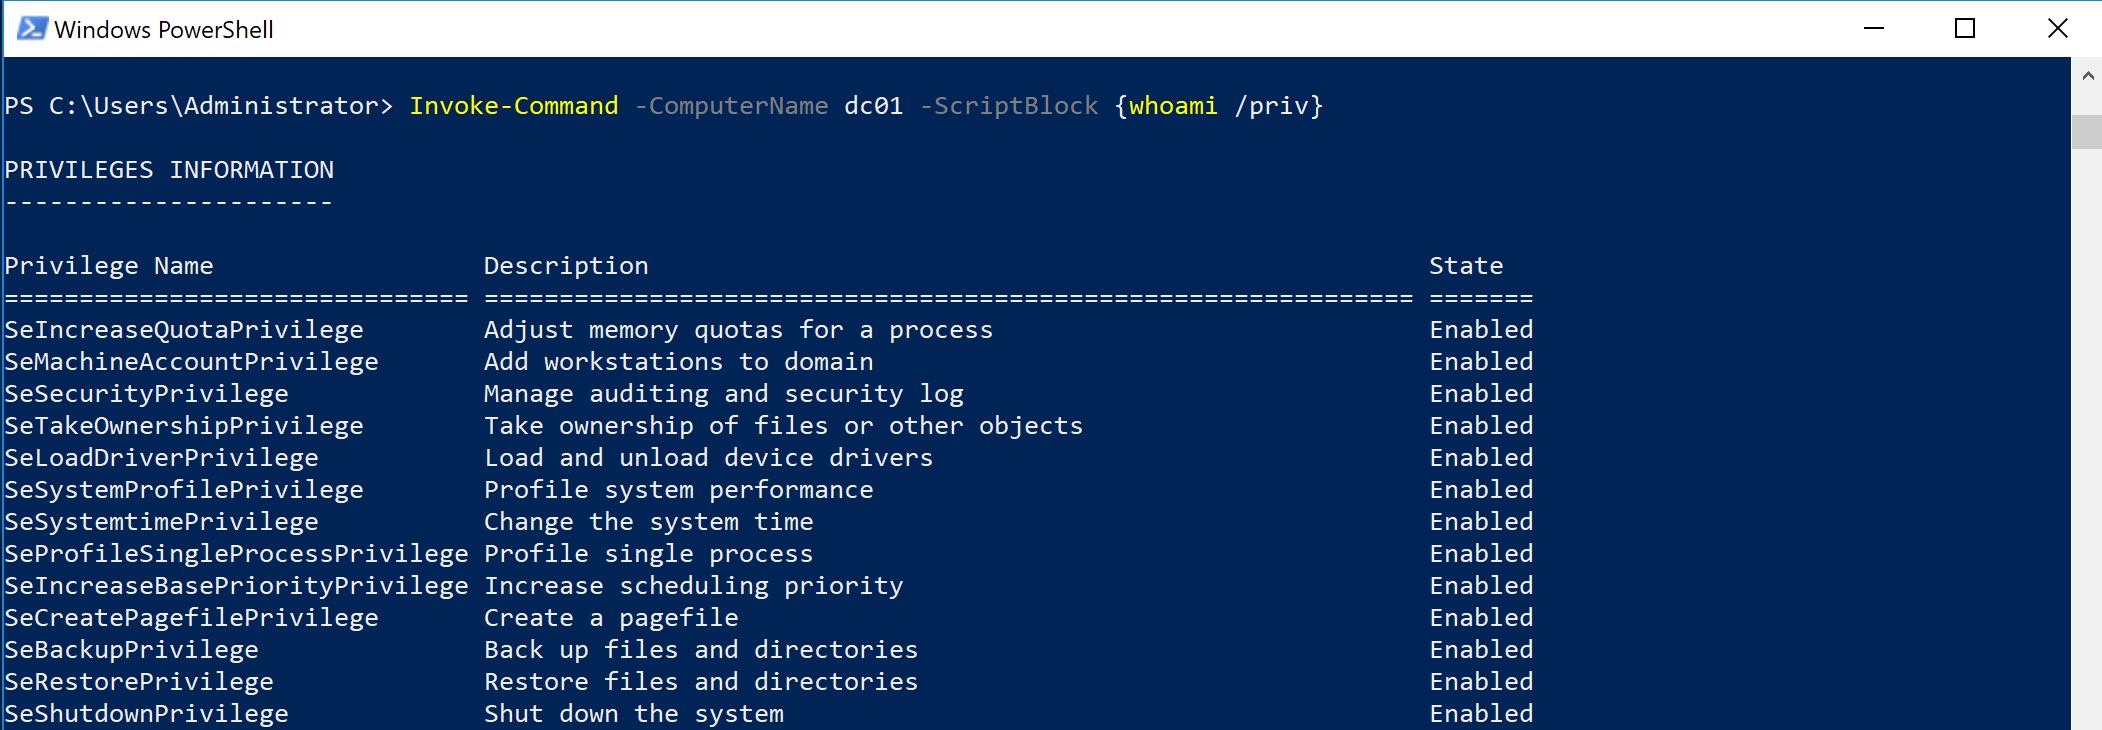 Windows PowerShell
PS C:\Users\Administrator> Invoke-Command -ComputerName dc01 -ScriptBlock {whoami /priv}
PRIVILEGES INFORMATION
----------------------
Privilege Name                  Description                                                    State
=============================== ============================================================== =======
SeIncreaseQuotaPrivilege        Adjust memory quotas for a process                             Enabled
SeMachineAccountPrivilege       Add workstations to domain                                     Enabled
SeSecurityPrivilege             Manage auditing and security log                               Enabled
SeTakeOwnershipPrivilege        Take ownership of files or other objects                       Enabled
SeLoadDriverPrivilege           Load and unload device drivers                                 Enabled
SeSystemProfilePrivilege        Profile system performance                                     Enabled
SeSystemtimePrivilege           Change the system time                                         Enabled
SeProfileSingleProcessPrivilege Profile single process                                         Enabled
SeIncreaseBasePriorityPrivilege Increase scheduling priority                                   Enabled
SeCreatePagefilePrivilege       Create a pagefile                                              Enabled
SeBackupPrivilege               Back up files and directories                                  Enabled
SeRestorePrivilege              Restore files and directories                                  Enabled
SeShutdownPrivilege             Shut down the system                                           Enabled